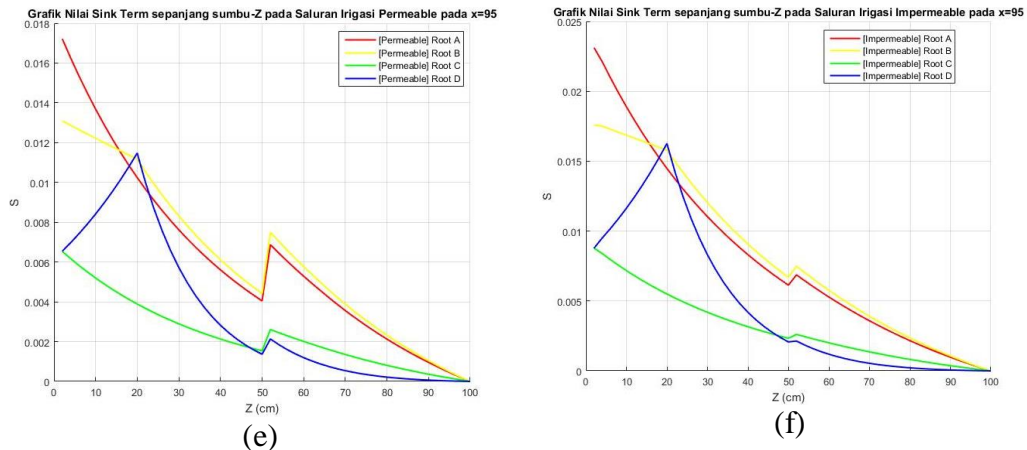 Grafik Nilai Sink Term sepanjang sumbu-Z pada Saluran Irigasi Permeable pada x=95
0.018
0.016
0.014
0.012
0.01
0.008
0.006
0.004
0.002
0
S
[Permeable] Root A
[Permeable] Root B
[Permeable] Root C
[Permeable] Root D
0 10 20 30 40 50 60 70 80 90 100
Z (cm)
(e)
Grafik Nilai Sink Term sepanjang sumbu-Z pada Saluran Irigasi Impermeable pada x=95
0.025
0.02
0.015
0.01
0.005
0
S
[Impermeable] Root A
[Impermeable] Root B
[Impermeable] Root C
[Impermeable] Root D
0 10 20 30 40 50 60 70 80 90 100
Z (cm)
(f)